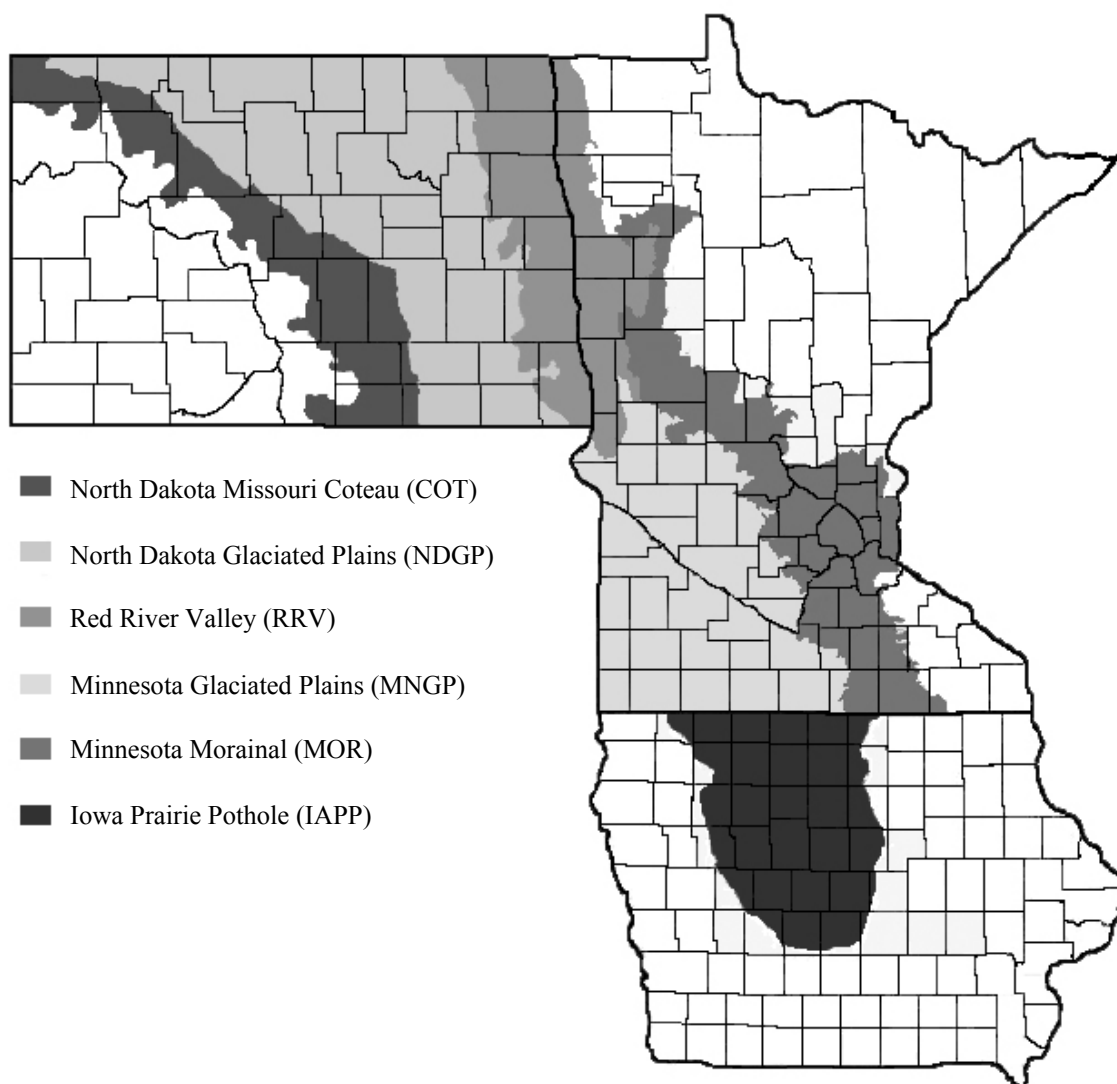 North Dakota Missouri Coteau (COT)
North Dakota Glaciated Plains (NDGP)
Red River Valley (RRV)
Minnesota Glaciated Plains (MNGP)
Minnesota Morainal (MOR)
Iowa Prairie Pothole (IAPP)